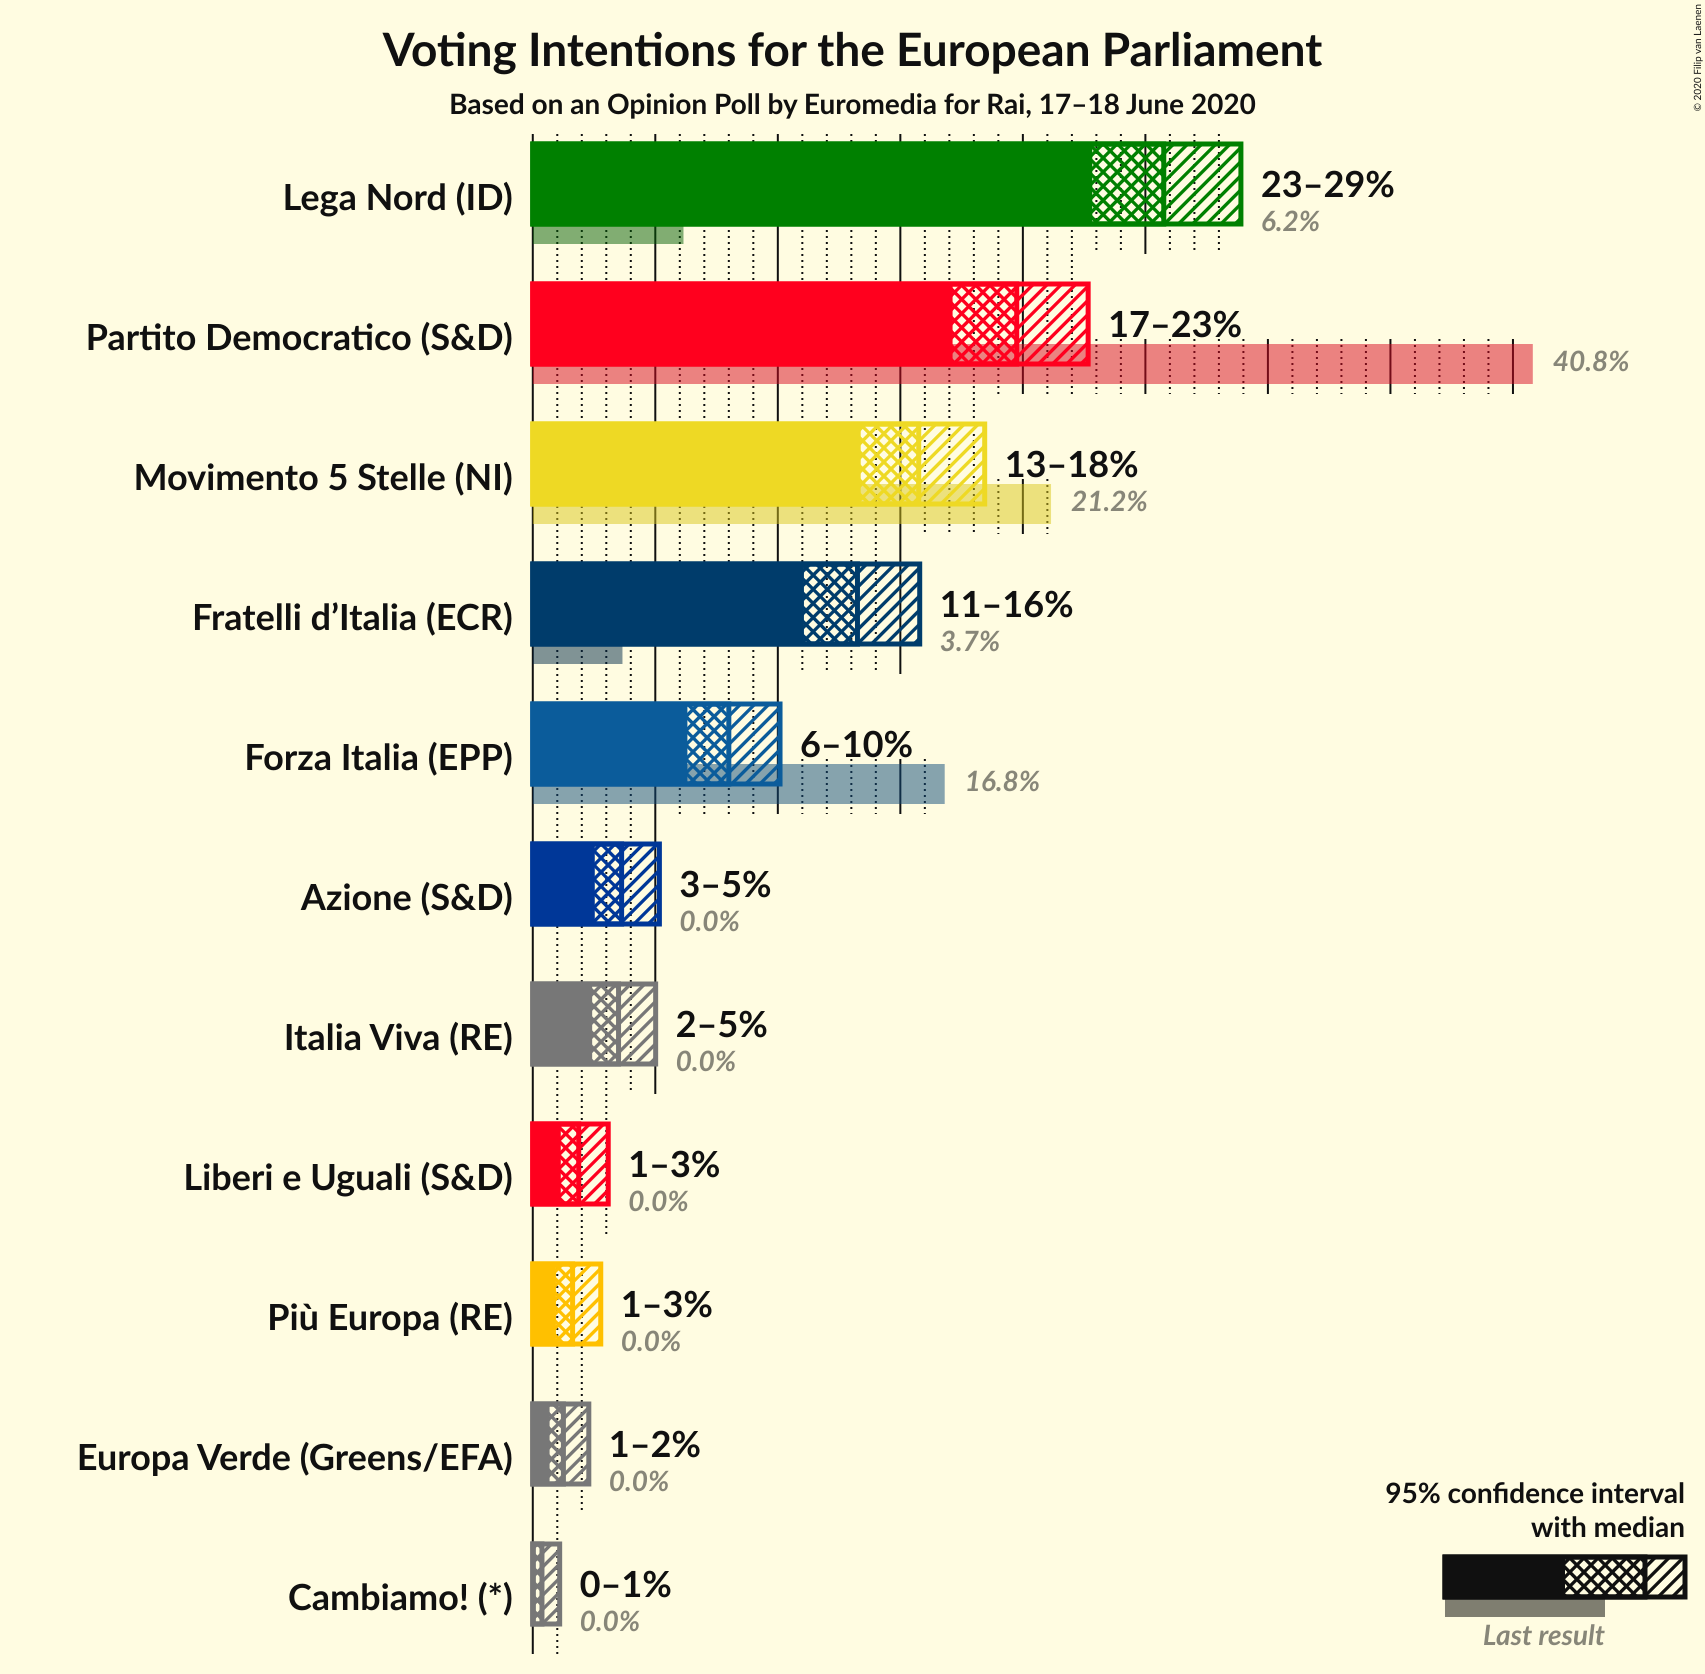 Voting Intentions for the European Parliament
Based on an Opinion Poll by Euromedia for Rai, 17–18 June 2020
© 2020 Filip van Laenen
Lega Nord (ID)
23–29%
6.2%
Partito Democratico (S&D)
17–23%
40.8%
Movimento 5 Stelle (NI)
13–18%
21.2%
Fratelli d’Italia (ECR)
11–16%
3.7%
Forza Italia (EPP)
6–10%
16.8%
Azione (S&D)
3–5%
0.0%
Italia Viva (RE)
2–5%
0.0%
Liberi e Uguali (S&D)
1–3%
0.0%
Più Europa (RE)
1–3%
0.0%
Europa Verde (Greens/EFA)
1–2%
0.0%
Cambiamo! (*)
0–1%
0.0%
95% confidence interval
with median
Last result